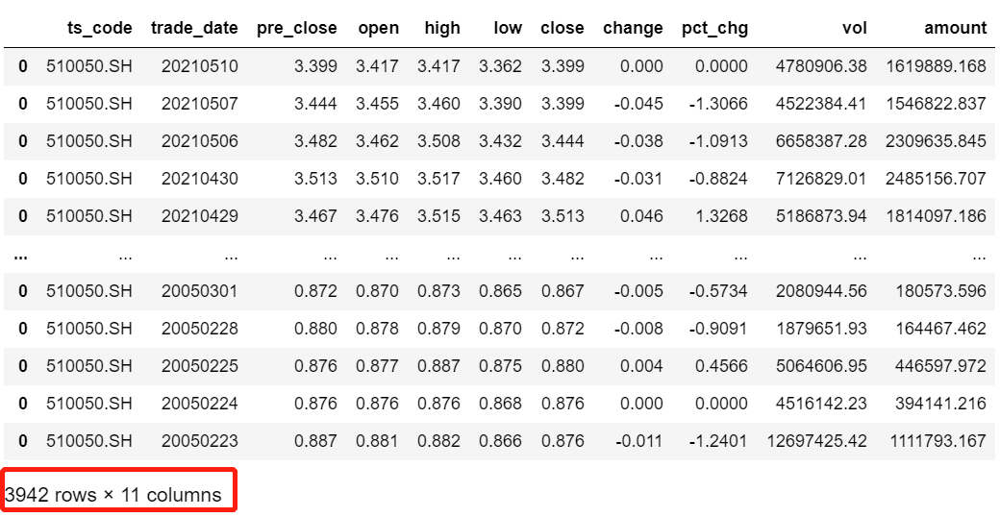 ts_code trade_date pre_close open high low close change pct_chg vol amount
0 510050.SH 20210510 3.399 3.417 3.417 3.362 3.399 0.000 0.0000 4780906.38 1619889.168
0 510050.SH 20210507 3.444 3.455 3.460 3.390 3.399 -0.045 -1.3066 4522384.41 1546822.837
0 510050.SH 20210506 3.482 3.462 3.508 3.432 3.444 -0.038 -1.0913 6658387.28 2309635.845
0 510050.SH 20210430 3.513 3.510 3.517 3.460 3.482 -0.031 -0.8824 7126829.01 2485156.707
0 510050.SH 20210429 3.467 3.476 3.515 3.463 3.513 0.046 1.3268 5186873.94 1814097.186
... ... ... ... ... ... ... ... ... ... ... ...
0 510050.SH 20050301 0.872 0.870 0.873 0.865 0.867 -0.005 -0.5734 2080944.56 180573.596
0 510050.SH 20050228 0.880 0.878 0.879 0.870 0.872 -0.008 -0.9091 1879651.93 164467.462
0 510050.SH 20050225 0.876 0.877 0.887 0.875 0.880 0.004 0.4566 5064606.95 446597.972
0 510050.SH 20050224 0.876 0.876 0.876 0.868 0.876 0.000 0.0000 4516142.23 394141.216
0 510050.SH 20050223 0.887 0.881 0.882 0.866 0.876 -0.011 -1.2401 12697425.42 1111793.167
3942 rows × 11 columns